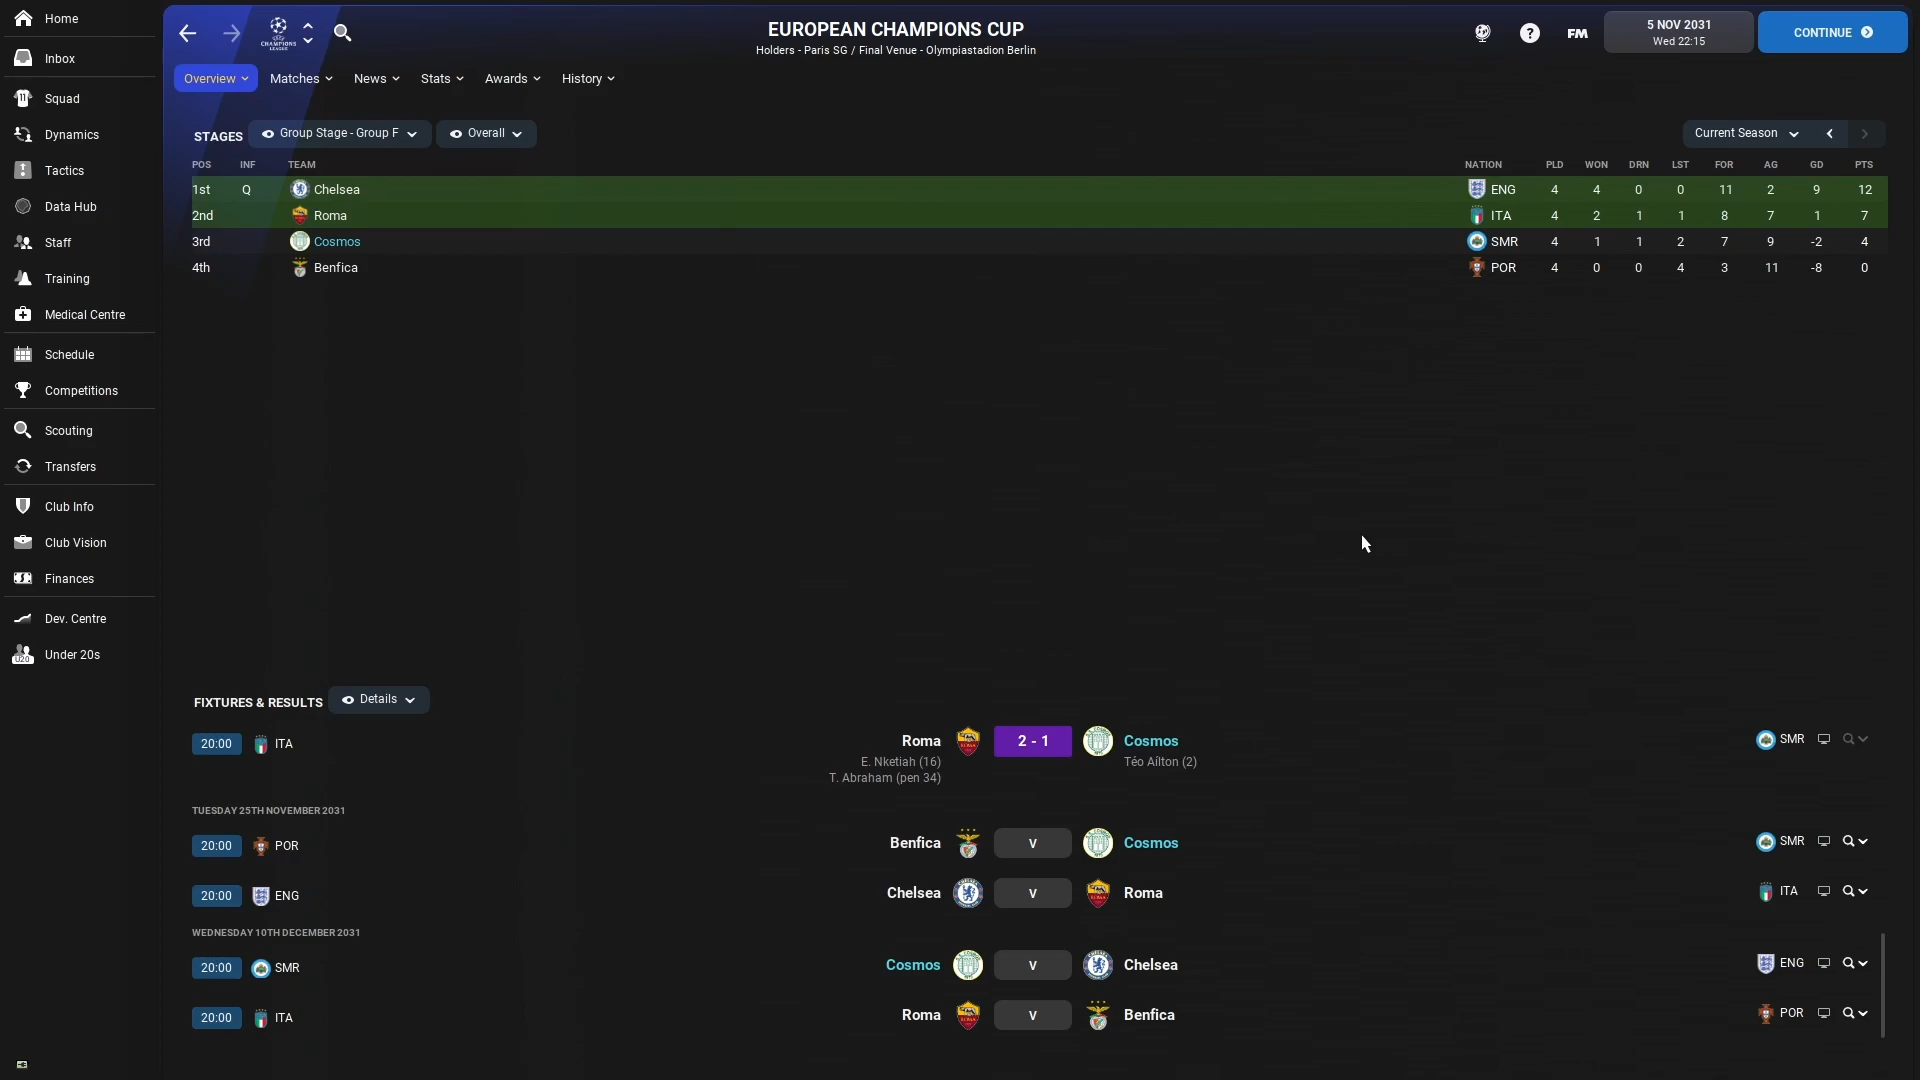 Home
Inbox
Squad
Dynamics
Tactics
Data Hub
Staff
Training
Medical Centre
Schedule
Competitions
Scouting
Transfers
Club Info
Club Vision
Finances
Dev. Centre
Under 20s
CHAMPIONS
LEAGUE
EUROPEAN CHAMPIONS CUP
Holders - Paris SG / Final Venue - Olympiastadion Berlin
FM
5 NOV 2031
Wed 22:15
CONTINUE
Overview Matches News Stats Awards History
STAGES Group Stage - Group F Overall Current Season
POS INF TEAM NATION PLD WON DRN LST FOR AG GD PTS
1st Q Chelsea ENG 4 4 0 0 11 2 9 12
2nd Roma ITA 4 2 1 1 8 7 1 7
3rd Cosmos SMR 4 1 1 2 7 9 -2 4
4th Benfica POR 4 0 0 4 3 11 -8 0
FIXTURES & RESULTS Details
20:00 ITA Roma 2 - 1 Cosmos SMR
E. Nketiah (16) Téo Aílton (2)
T. Abraham (pen 34)
TUESDAY 25TH NOVEMBER 2031
20:00 POR Benfica V Cosmos SMR
20:00 ENG Chelsea V Roma ITA
WEDNESDAY 10TH DECEMBER 2031
20:00 SMR Cosmos V Chelsea ENG
20:00 ITA Roma V Benfica POR